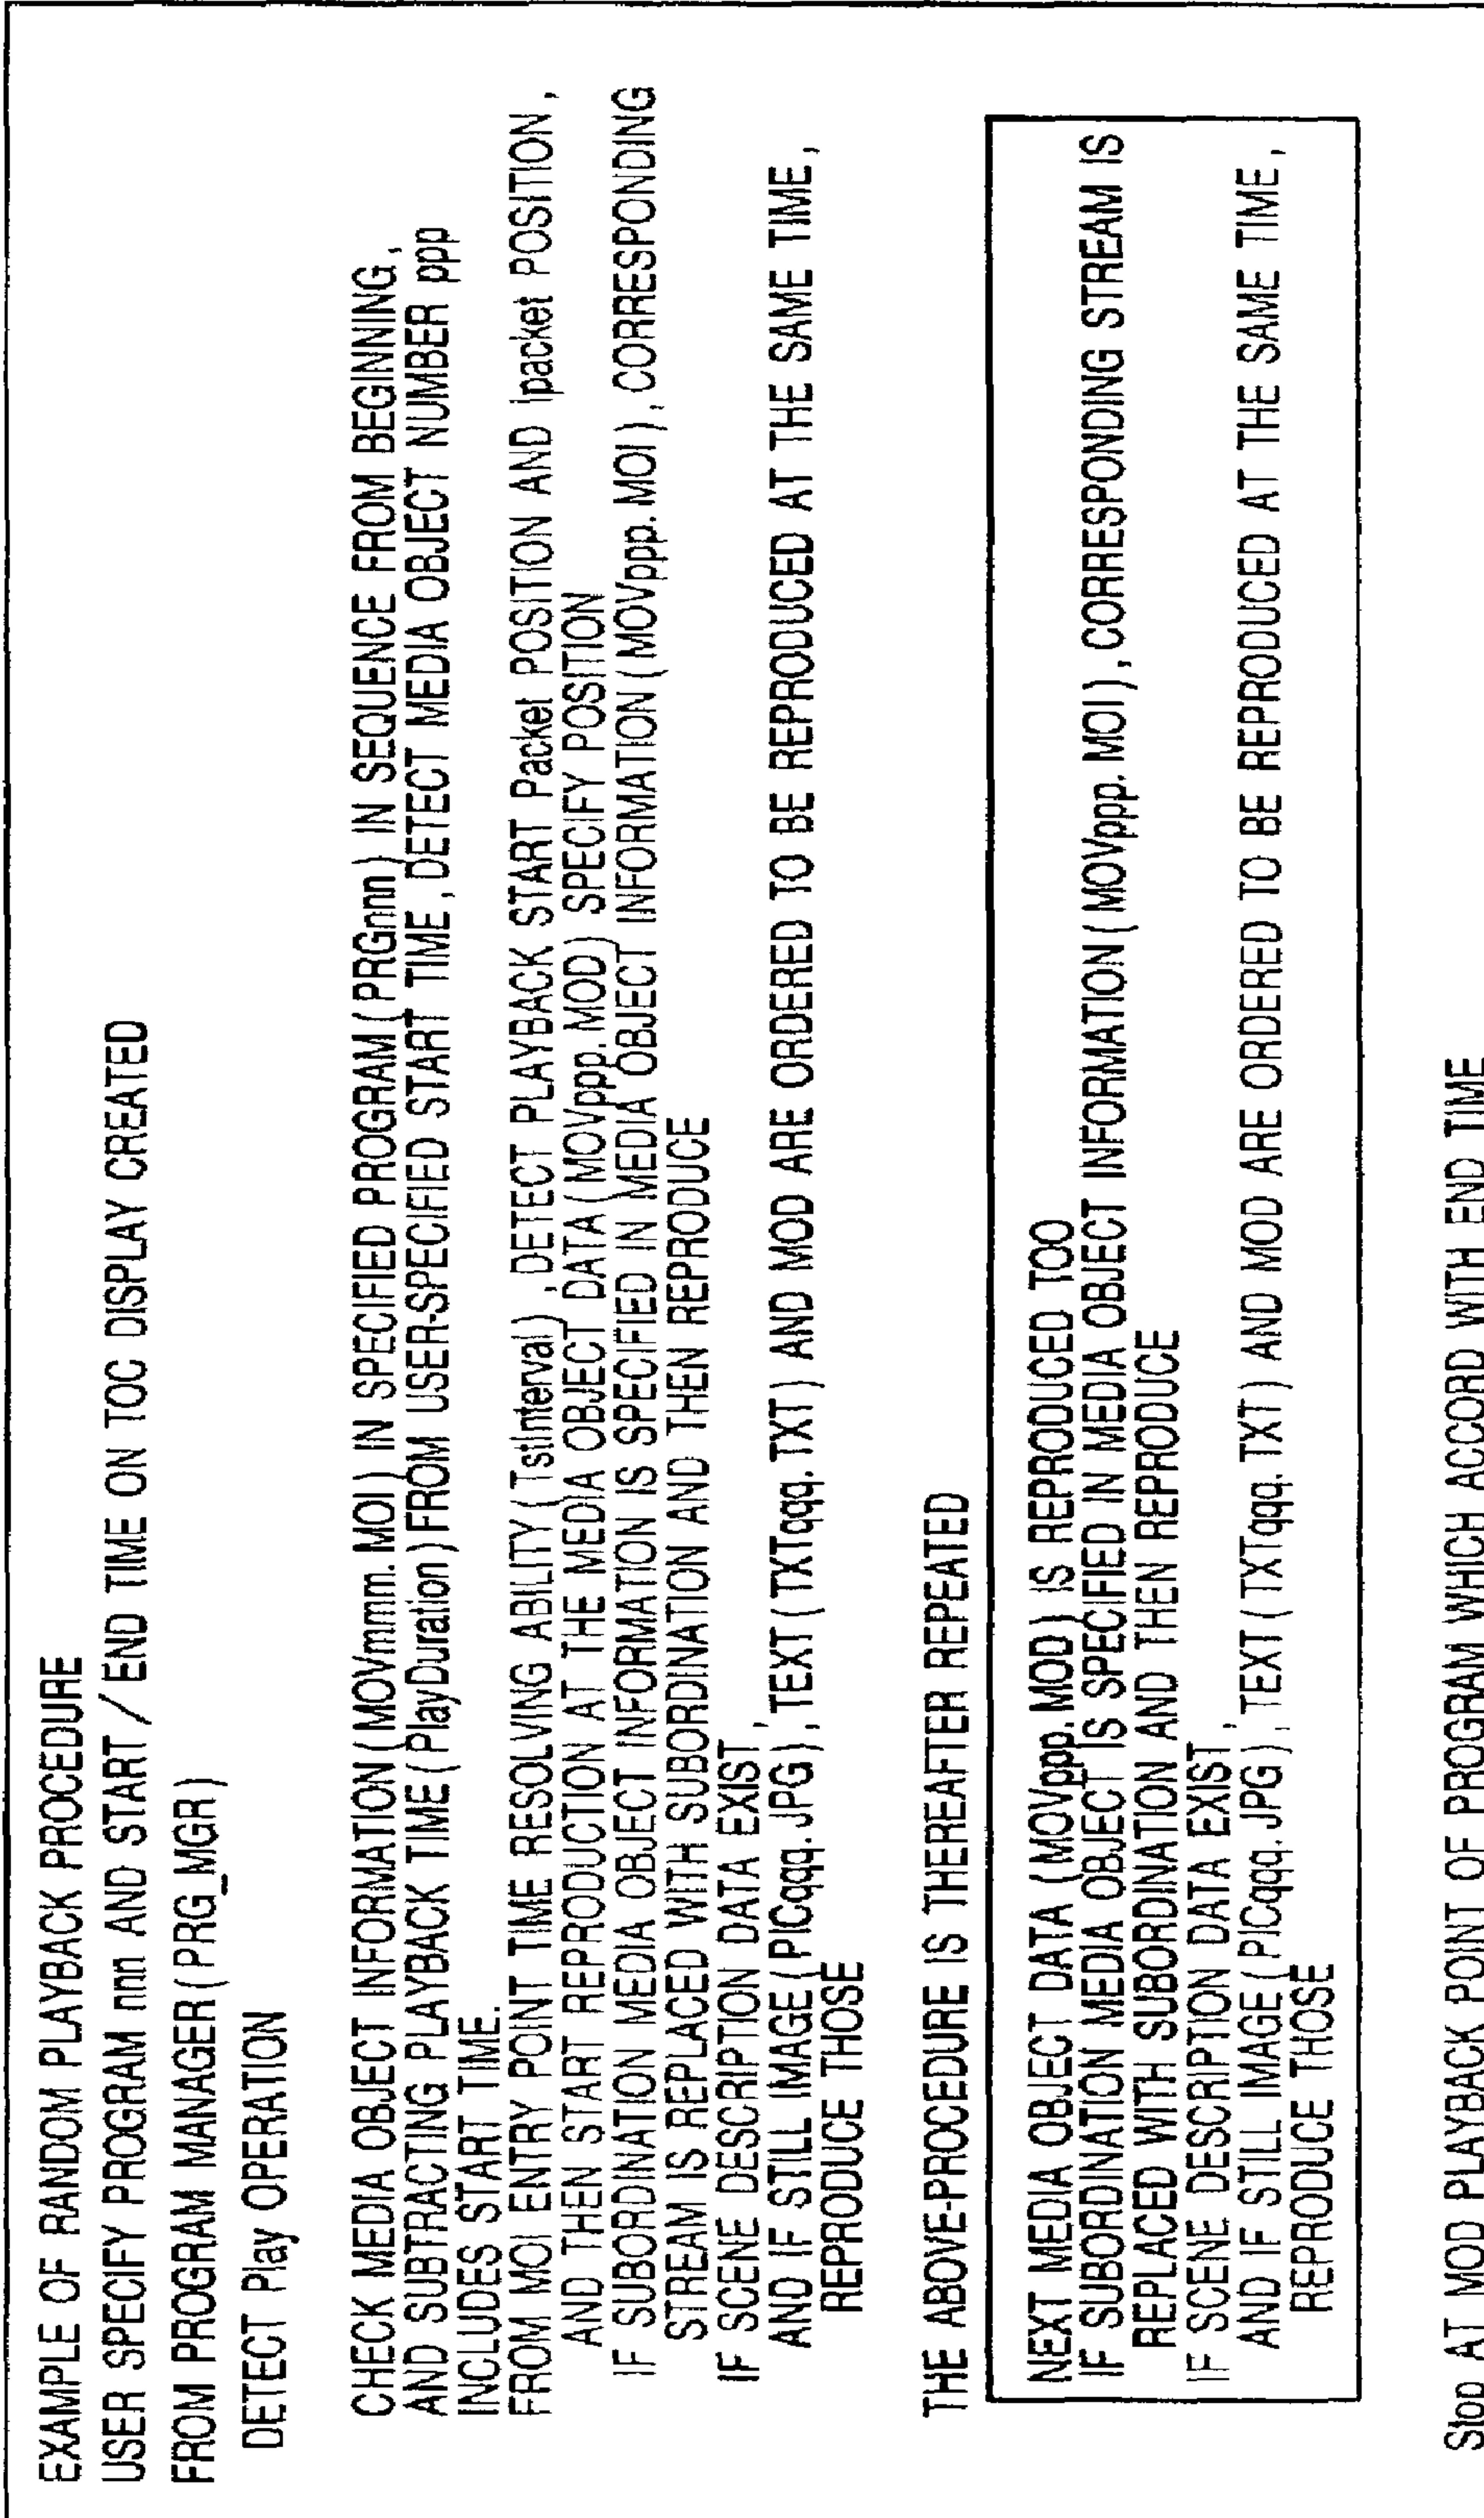 EXAMPLE OF RANDOM PLAYBACK PROCEDURE
USER SPECIFY PROGRAM nnn AND START / END TIME ON TOC DISPLAY CREATED
FROM PROGRAM MANAGER ( PRG_MGR )
DETECT Play OPERATION
CHECK MEDIA OBJECT INFORMATION ( MOVmmm. MOI ) IN SPECIFIED PROGRAM ( PRGnnn ) IN SEQUENCE FROM BEGINNING ,
AND SUBTRACTING PLAYBACK TIME ( PlayDuration ) FROM USER-SPECIFIED START TIME , DETECT MEDIA OBJECT NUMBER ppp
INCLUDES START TIME.
FROM MOI ENTRY POINT TIME RESOLVING ABILITY ( TstInterval ) , DETECT PLAYBACK START Packet POSITION AND Ipacket POSITION ,
AND THEN START REPRODUCTION AT THE MEDIA OBJECT DATA ( MOVppp. MOD ) SPECIFY POSITION
IF SUBORDINATION MEDIA OBJECT INFORMATION IS SPECIFIED IN MEDIA OBJECT INFORMATION ( MOVppp. MOI ) , CORRESPONDING
STREAM IS REPLACED WITH SUBORDINATION AND THEN REPRODUCE
IF SCENE DESCRIPTION DATA EXIST ,
AND IF STILL IMAGE ( PICqqq. JPG ) , TEXT ( TXTqqq. TXT ) AND MOD ARE ORDERED TO BE REPRODUCED AT THE SAME TIME ,
REPRODUCE THOSE
THE ABOVE-PROCEDURE IS THEREAFTER REPEATED
NEXT MEDIA OBJECT DATA ( MOVppp. MOD ) IS REPRODUCED TOO
IF SUBORDINATION MEDIA OBJECT IS SPECIFIED IN MEDIA OBJECT INFORMATION ( MOVppp. MOI ) , CORRESPONDING STREAM IS
REPLACED WITH SUBORDINATION AND THEN REPRODUCE
IF SCENE DESCRIPTION DATA EXIST ,
AND IF STILL IMAGE ( PICqqq. JPG ) , TEXT ( TXTqqq. TXT ) AND MOD ARE ORDERED TO BE REPRODUCED AT THE SAME TIME ,
REPRODUCE THOSE
Stop AT MOD PLAYBACK POINT OF PROGRAM WHICH ACCORD WITH END TIME